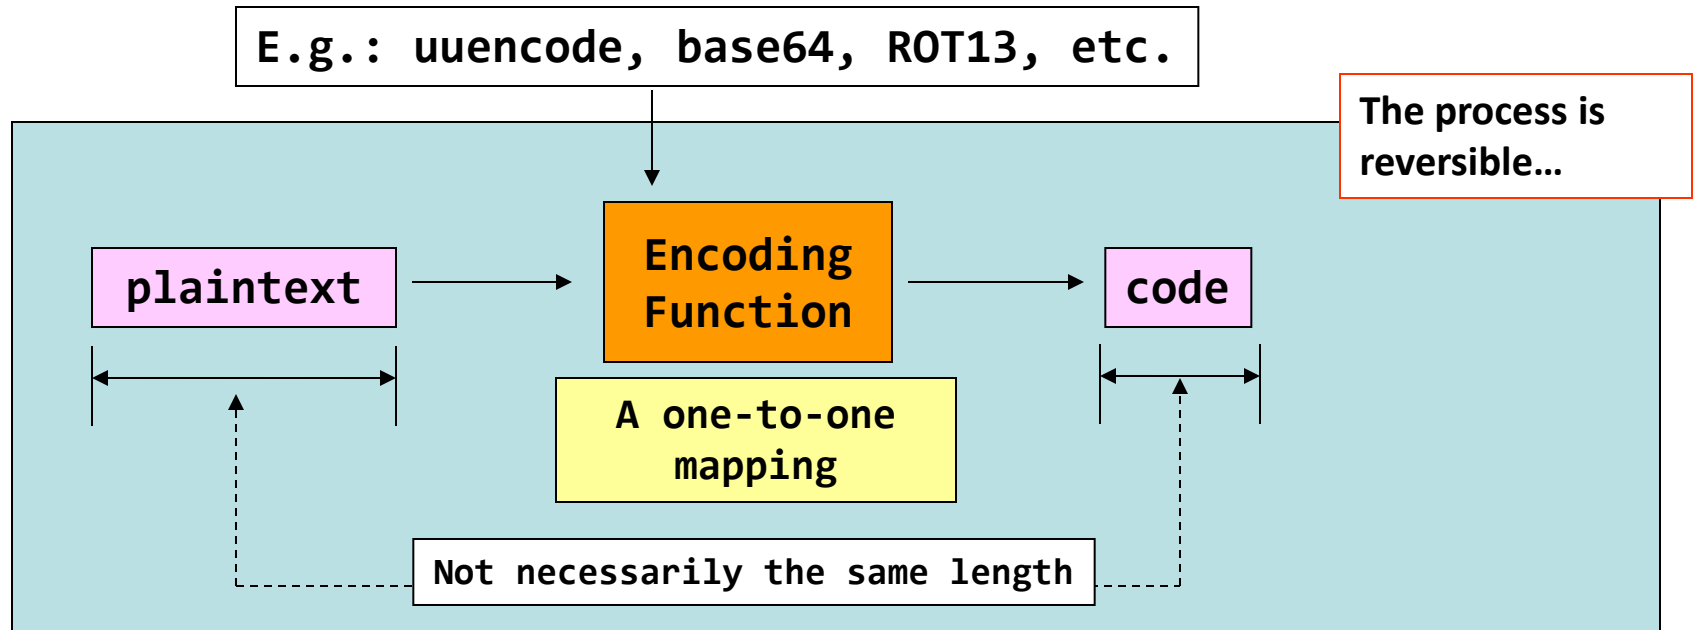 E.g.: uuencode, base64, ROT13, etc.
The process is
reversible…
plaintext
Encoding
Function
code
A one-to-one
mapping
Not necessarily the same length